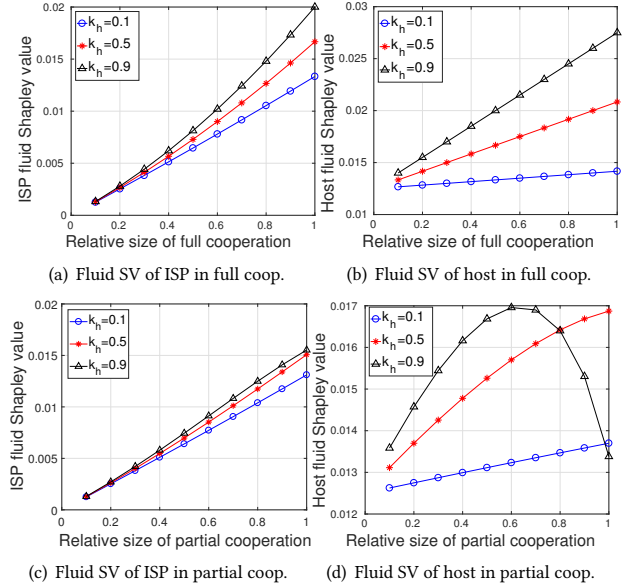 0.02
0.015
0.01
0.005
0
ISP fluid Shapley value
k_h=0.1
k_h=0.5
k_h=0.9
0 0.2 0.4 0.6 0.8 1
Relative size of full cooperation
(a) Fluid SV of ISP in full coop.
0.03
0.025
0.02
0.015
0.01
Host fluid Shapley value
k_h=0.1
k_h=0.5
k_h=0.9
0 0.2 0.4 0.6 0.8 1
Relative size of full cooperation
(b) Fluid SV of host in full coop.
0.02
0.015
0.01
0.005
0
ISP fluid Shapley value
k_h=0.1
k_h=0.5
k_h=0.9
0 0.2 0.4 0.6 0.8 1
Relative size of partial cooperation
(c) Fluid SV of ISP in partial coop.
0.017
0.016
0.015
0.014
0.013
0.012
Host fluid Shapley value
k_h=0.1
k_h=0.5
k_h=0.9
0 0.2 0.4 0.6 0.8 1
Relative size of partial cooperation
(d) Fluid SV of host in partial coop.